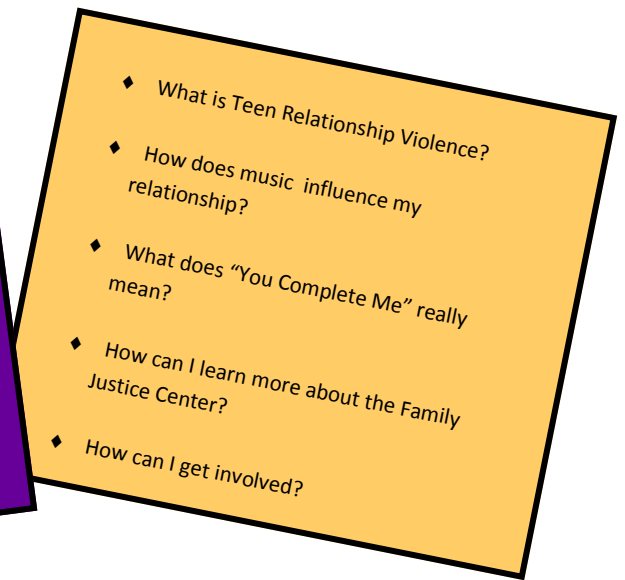 ♦ What is Teen Relationship Violence?
♦ How does music influence my
relationship?
♦ What does “You Complete Me” really
mean?
♦ How can I learn more about the Family
Justice Center?
♦ How can I get involved?